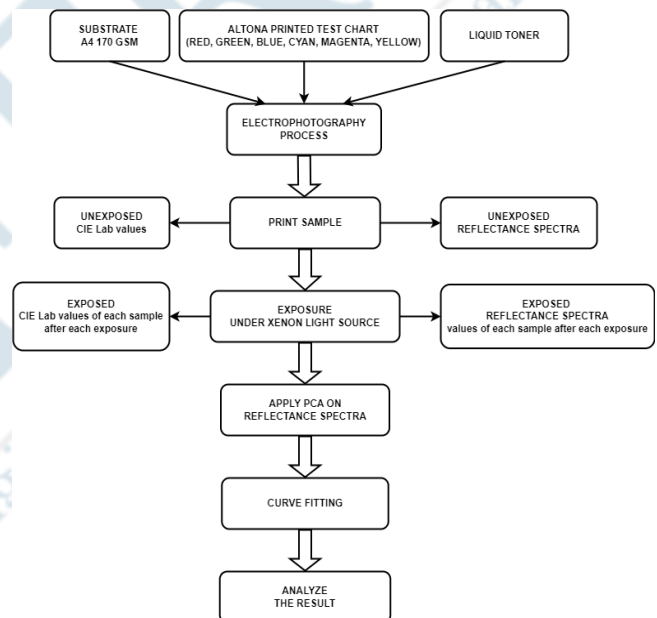 SUBSTRATE
A4 170 GSM
ALTONA PRINTED TEST CHART
(RED, GREEN, BLUE, CYAN, MAGENTA, YELLOW)
LIQUID TONER
ELECTROPHOTOGRAPHY
PROCESS
UNEXPOSED
CIE Lab values
PRINT SAMPLE
UNEXPOSED
REFLECTANCE SPECTRA
EXPOSED
CIE Lab values of each sample
after each exposure
EXPOSURE
UNDER XENON LIGHT SOURCE
EXPOSED
REFLECTANCE SPECTRA
values of each sample after each exposure
APPLY PCA ON
REFLECTANCE SPECTRA
CURVE FITTING
ANALYZE
THE RESULT